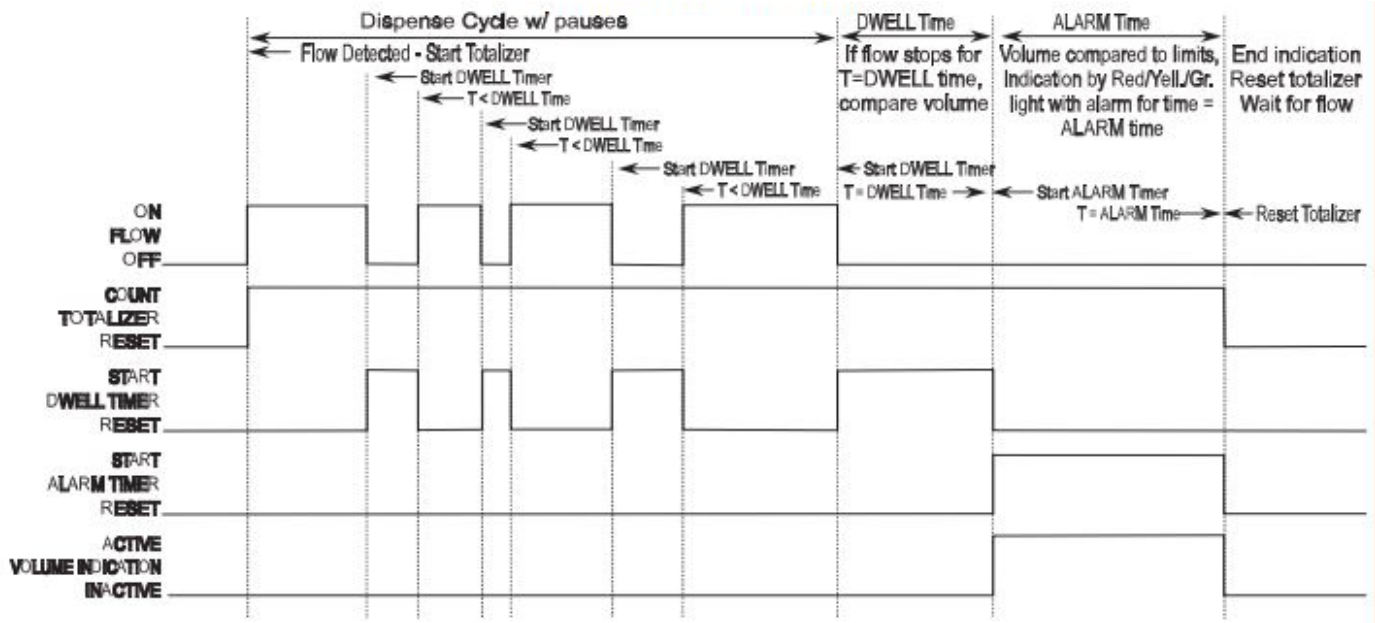 Dispense Cycle w/ pauses
DWELL Time
ALARM Time
Flow Detected - Start Totalizer
If flow stops for
T=DWELL time,
compare volume
Volume compared to limits,
Indication by Red/Yell./Gr.
light with alarm for time =
ALARM time
End indication
Reset totalizer
Wait for flow
Start DWELL Timer
T < DWELL Time
Start DWELL Timer
T < DWELL Time
Start DWELL Timer
T < DWELL Time
Start DWELL Timer
T = DWELL Time
Start ALARM Timer
T = ALARM Time
Reset Totalizer
ON
FLOW
OFF
COUNT
TOTALIZER
RESET
START
DWELL TIMER
RESET
START
ALARM TIMER
RESET
ACTIVE
VOLUME INDICATION
INACTIVE